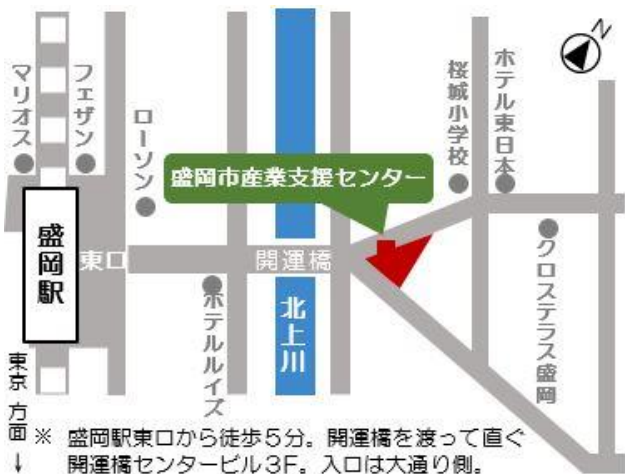 N
マリオス
フェザン
ローソン
盛岡市産業支援センター
桜城小学校
ホテル東日本
盛岡駅
東口
開運橋
北上川
ホテルルイズ
クロステラス盛岡
東京方面↓
※ 盛岡駅東口から徒歩5分。開運橋を渡って直ぐ
開運橋センタービル3F。入口は大通り側。